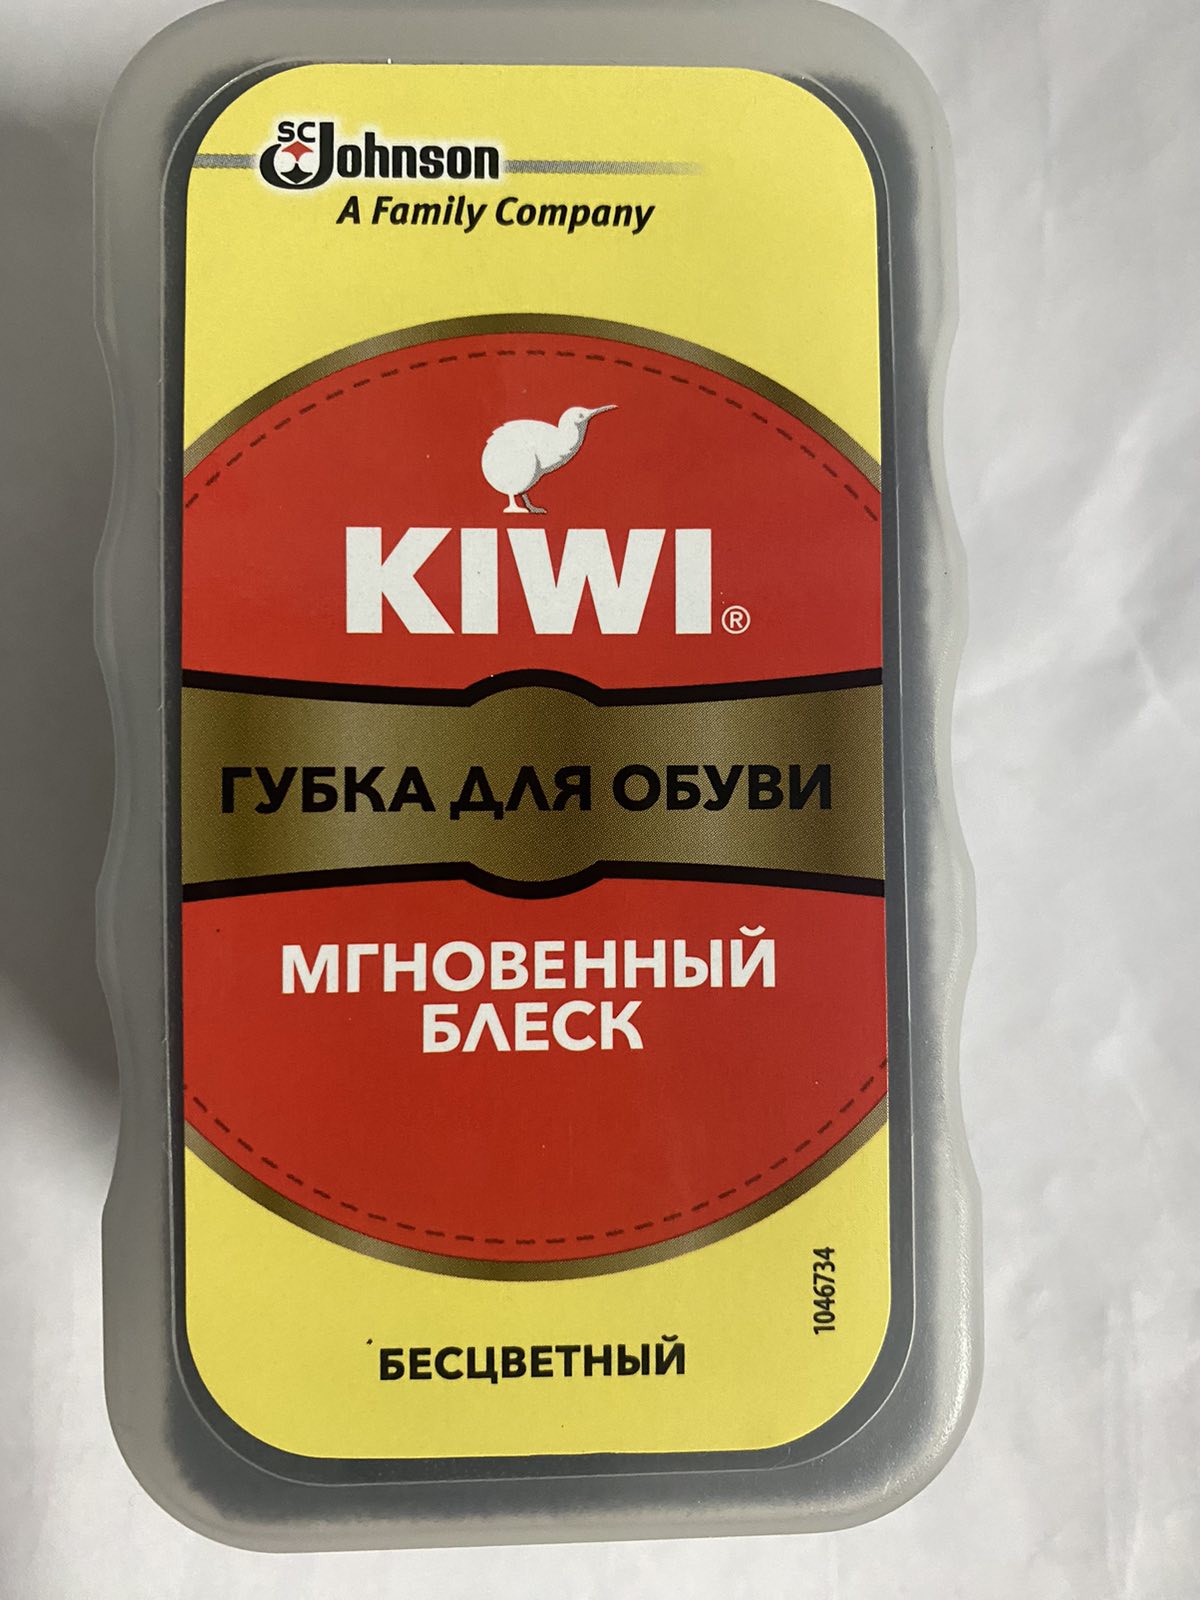 SC Johnson
A Family Company
KIWI®
ГУБКА ДЛЯ ОБУВИ
МГНОВЕННЫЙ
БЛЕСК
1046734
БЕСЦВЕТНЫЙ